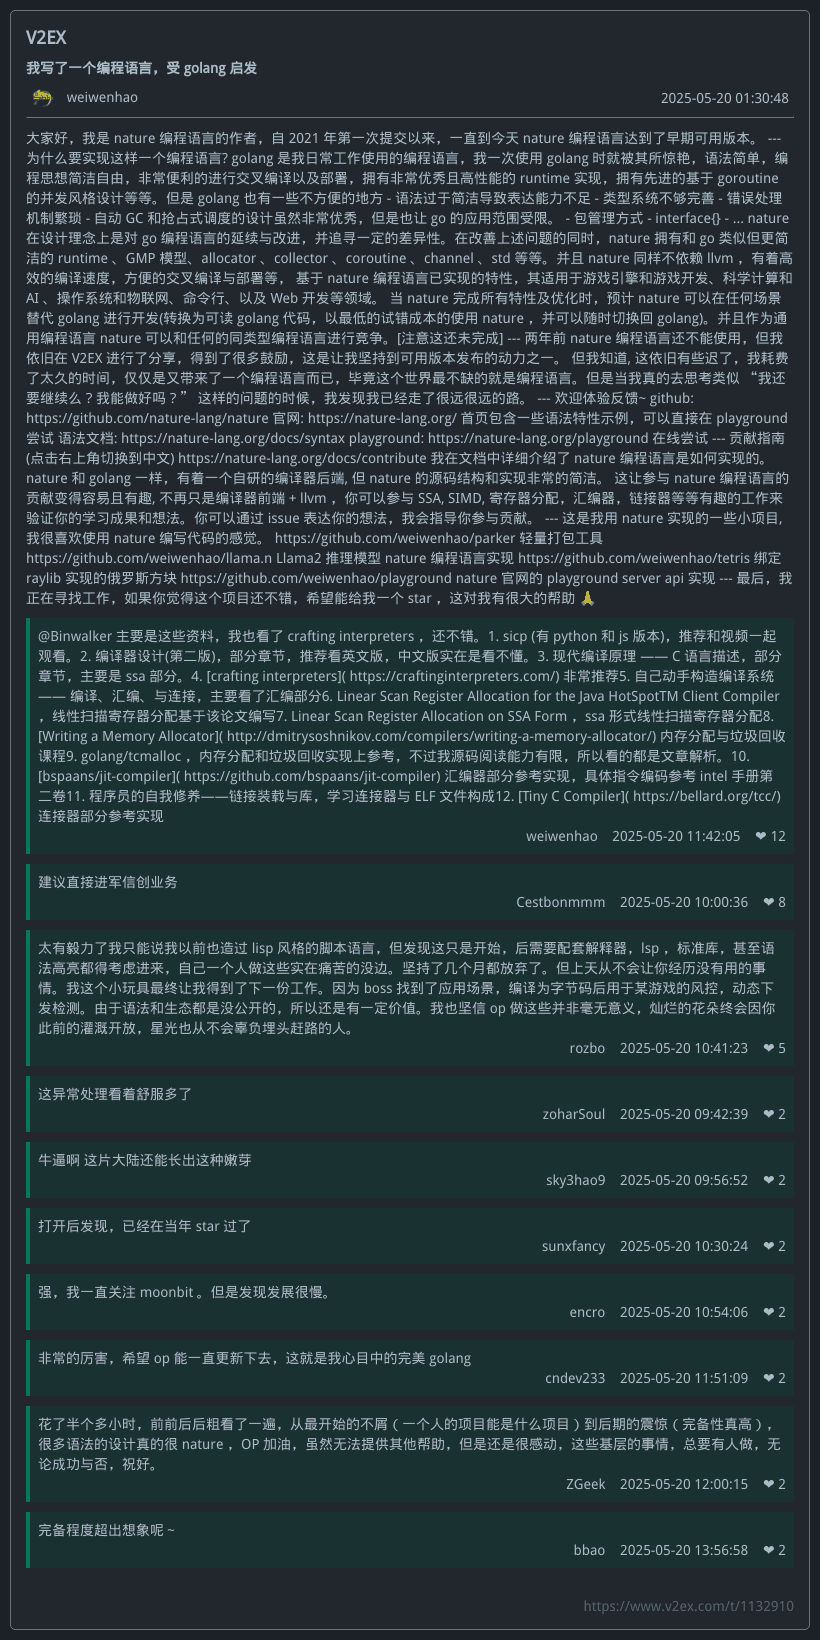 V2EX
我写了一个编程语言，受 golang 启发
weiwenhao 2025-05-20 01:30:48
大家好，我是 nature 编程语言的作者，自 2021 年第一次提交以来，一直到今天 nature 编程语言达到了早期可用版本。 ---
为什么要实现这样一个编程语言? golang 是我日常工作使用的编程语言，我一次使用 golang 时就被其所惊艳，语法简单，编
程思想简洁自由，非常便利的进行交叉编译以及部署，拥有非常优秀且高性能的 runtime 实现，拥有先进的基于 goroutine
的并发风格设计等等。但是 golang 也有一些不方便的地方 - 语法过于简洁导致表达能力不足 - 类型系统不够完善 - 错误处理
机制繁琐 - 自动 GC 和抢占式调度的设计虽然非常优秀，但是也让 go 的应用范围受限。 - 包管理方式 - interface{} - ... nature
在设计理念上是对 go 编程语言的延续与改进，并追寻一定的差异性。在改善上述问题的同时，nature 拥有和 go 类似但更简
洁的 runtime 、GMP 模型、allocator 、collector 、coroutine 、channel 、std 等等。并且 nature 同样不依赖 llvm ，有着高
效的编译速度，方便的交叉编译与部署等， 基于 nature 编程语言已实现的特性，其适用于游戏引擎和游戏开发、科学计算和
AI 、操作系统和物联网、命令行、以及 Web 开发等领域。 当 nature 完成所有特性及优化时，预计 nature 可以在任何场景
替代 golang 进行开发(转换为可读 golang 代码，以最低的试错成本的使用 nature ，并可以随时切换回 golang)。并且作为通
用编程语言 nature 可以和任何的同类型编程语言进行竞争。[注意这还未完成] --- 两年前 nature 编程语言还不能使用，但我
依旧在 V2EX 进行了分享，得到了很多鼓励，这是让我坚持到可用版本发布的动力之一。 但我知道, 这依旧有些迟了，我耗费
了太久的时间，仅仅是又带来了一个编程语言而已，毕竟这个世界最不缺的就是编程语言。但是当我真的去思考类似 “我还
要继续么？我能做好吗？” 这样的问题的时候，我发现我已经走了很远很远的路。 --- 欢迎体验反馈~ github:
https://github.com/nature-lang/nature 官网: https://nature-lang.org/ 首页包含一些语法特性示例，可以直接在 playground
尝试 语法文档: https://nature-lang.org/docs/syntax playground: https://nature-lang.org/playground 在线尝试 --- 贡献指南
(点击右上角切换到中文) https://nature-lang.org/docs/contribute 我在文档中详细介绍了 nature 编程语言是如何实现的。
nature 和 golang 一样，有着一个自研的编译器后端, 但 nature 的源码结构和实现非常的简洁。 这让参与 nature 编程语言的
贡献变得容易且有趣, 不再只是编译器前端 + llvm ，你可以参与 SSA, SIMD, 寄存器分配，汇编器，链接器等等有趣的工作来
验证你的学习成果和想法。你可以通过 issue 表达你的想法，我会指导你参与贡献。 --- 这是我用 nature 实现的一些小项目,
我很喜欢使用 nature 编写代码的感觉。 https://github.com/weiwenhao/parker 轻量打包工具
https://github.com/weiwenhao/llama.n Llama2 推理模型 nature 编程语言实现 https://github.com/weiwenhao/tetris 绑定
raylib 实现的俄罗斯方块 https://github.com/weiwenhao/playground nature 官网的 playground server api 实现 --- 最后，我
正在寻找工作，如果你觉得这个项目还不错，希望能给我一个 star ，这对我有很大的帮助 🙏
@Binwalker 主要是这些资料，我也看了 crafting interpreters ，还不错。1. sicp (有 python 和 js 版本)，推荐和视频一起
观看。2. 编译器设计(第二版)，部分章节，推荐看英文版，中文版实在是看不懂。3. 现代编译原理 —— C 语言描述，部分
章节，主要是 ssa 部分。4. [crafting interpreters]( https://craftinginterpreters.com/) 非常推荐5. 自己动手构造编译系统
—— 编译、汇编、与连接，主要看了汇编部分6. Linear Scan Register Allocation for the Java HotSpotTM Client Compiler
，线性扫描寄存器分配基于该论文编写7. Linear Scan Register Allocation on SSA Form ，ssa 形式线性扫描寄存器分配8.
[Writing a Memory Allocator]( http://dmitrysoshnikov.com/compilers/writing-a-memory-allocator/) 内存分配与垃圾回收
课程9. golang/tcmalloc ，内存分配和垃圾回收实现上参考，不过我源码阅读能力有限，所以看的都是文章解析。10.
[bspaans/jit-compiler]( https://github.com/bspaans/jit-compiler) 汇编器部分参考实现，具体指令编码参考 intel 手册第
二卷11. 程序员的自我修养——链接装载与库，学习连接器与 ELF 文件构成12. [Tiny C Compiler]( https://bellard.org/tcc/)
连接器部分参考实现
weiwenhao 2025-05-20 11:42:05 ❤ 12
建议直接进军信创业务
Cestbonmmm 2025-05-20 10:00:36 ❤ 8
太有毅力了我只能说我以前也造过 lisp 风格的脚本语言，但发现这只是开始，后需要配套解释器，lsp ，标准库，甚至语
法高亮都得考虑进来，自己一个人做这些实在痛苦的没边。坚持了几个月都放弃了。但上天从不会让你经历没有用的事
情。我这个小玩具最终让我得到了下一份工作。因为 boss 找到了应用场景，编译为字节码后用于某游戏的风控，动态下
发检测。由于语法和生态都是没公开的，所以还是有一定价值。我也坚信 op 做这些并非毫无意义，灿烂的花朵终会因你
此前的灌溉开放，星光也从不会辜负埋头赶路的人。
rozbo 2025-05-20 10:41:23 ❤ 5
这异常处理看着舒服多了
zoharSoul 2025-05-20 09:42:39 ❤ 2
牛逼啊 这片大陆还能长出这种嫩芽
sky3hao9 2025-05-20 09:56:52 ❤ 2
打开后发现，已经在当年 star 过了
sunxfancy 2025-05-20 10:30:24 ❤ 2
强，我一直关注 moonbit 。但是发现发展很慢。
encro 2025-05-20 10:54:06 ❤ 2
非常的厉害，希望 op 能一直更新下去，这就是我心目中的完美 golang
cndev233 2025-05-20 11:51:09 ❤ 2
花了半个多小时，前前后后粗看了一遍，从最开始的不屑（一个人的项目能是什么项目）到后期的震惊（完备性真高），
很多语法的设计真的很 nature ，OP 加油，虽然无法提供其他帮助，但是还是很感动，这些基层的事情，总要有人做，无
论成功与否，祝好。
ZGeek 2025-05-20 12:00:15 ❤ 2
完备程度超出想象呢 ~
bbao 2025-05-20 13:56:58 ❤ 2
https://www.v2ex.com/t/1132910